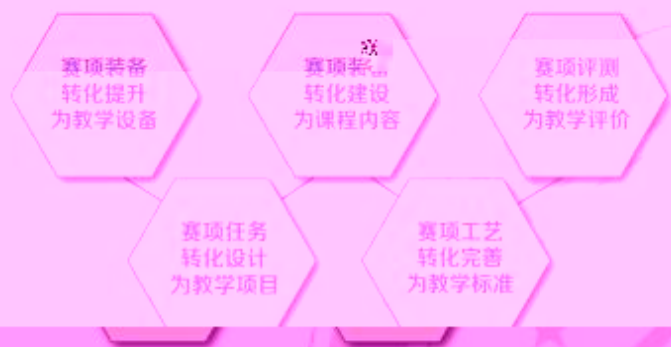 赛项装备
转化提升
为教学设备
赛项装
转化建设
为课程内容
赛项评测
转化形成
为教学评价
赛项任务
转化设计
为教学项目
赛项工艺
转化完善
为教学标准